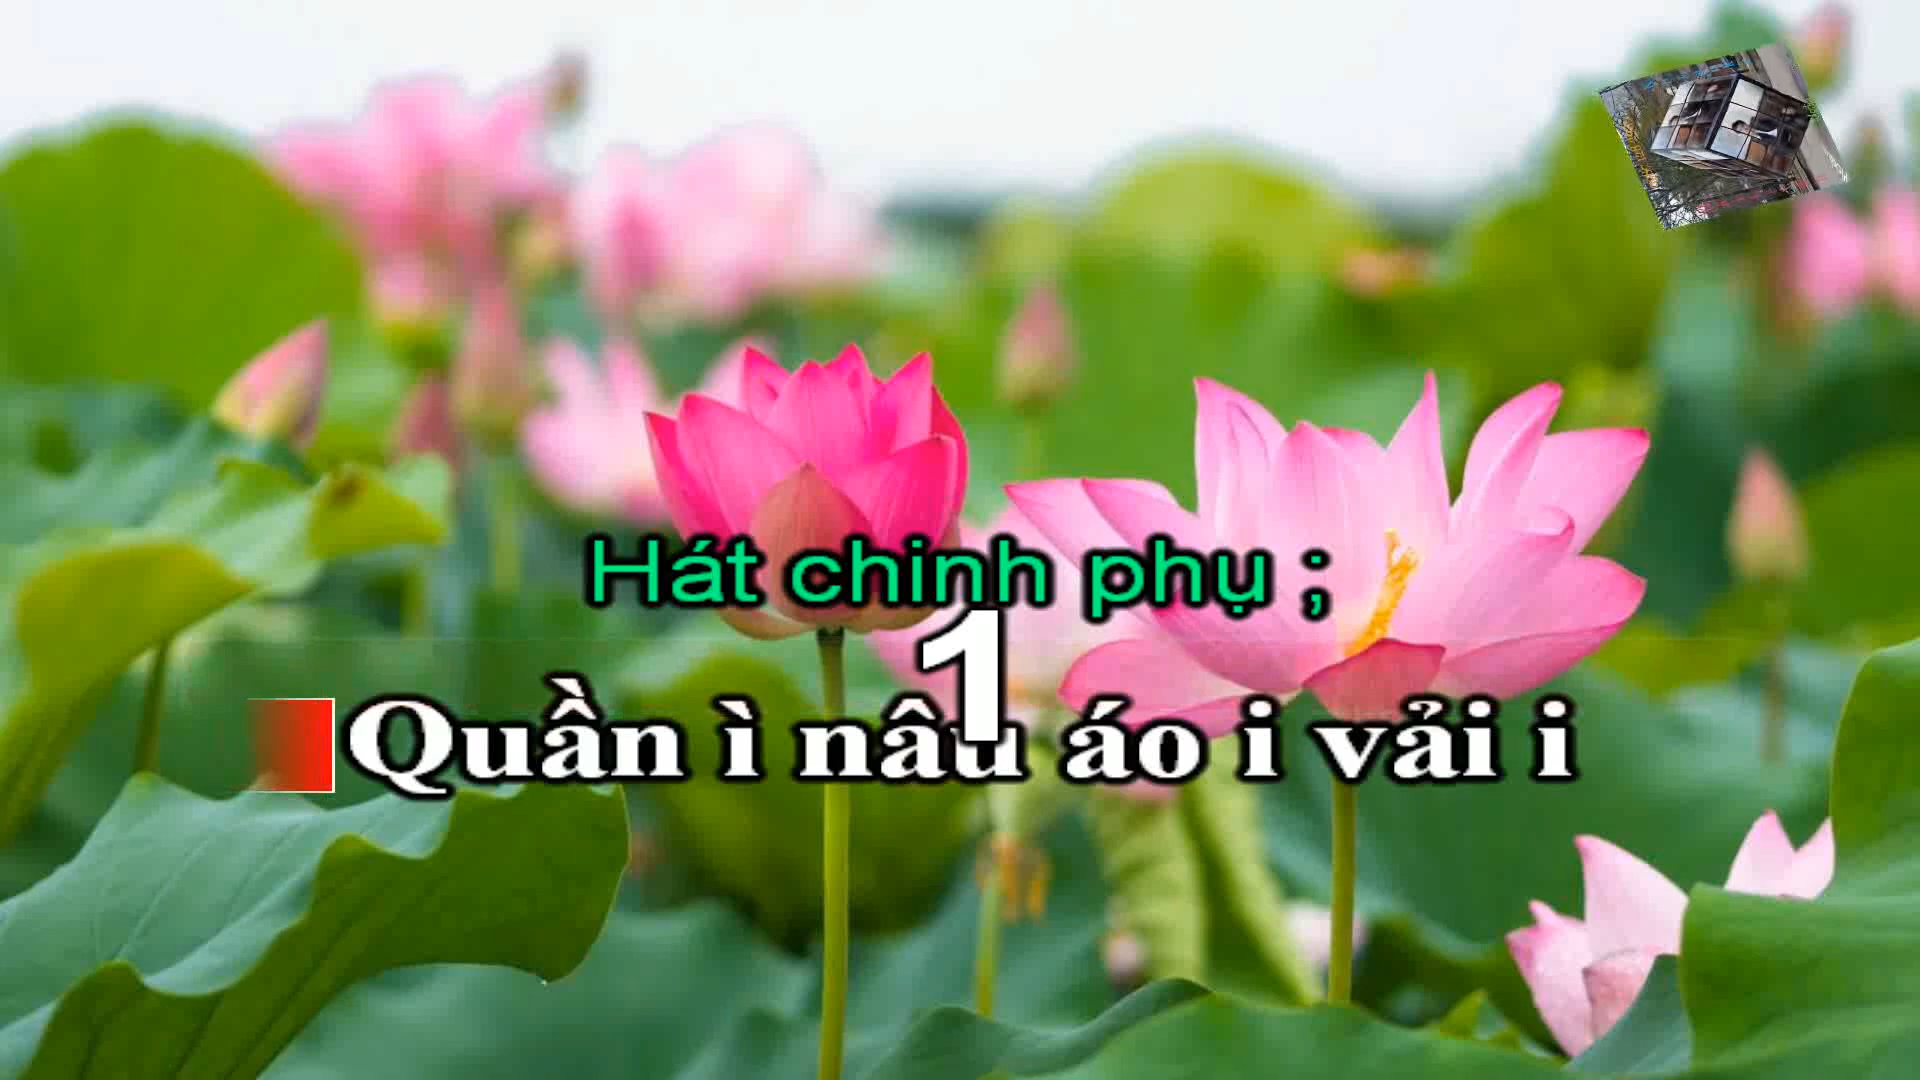 Hát chinh phụ ;
1
Quần ì nâu áo i vải i